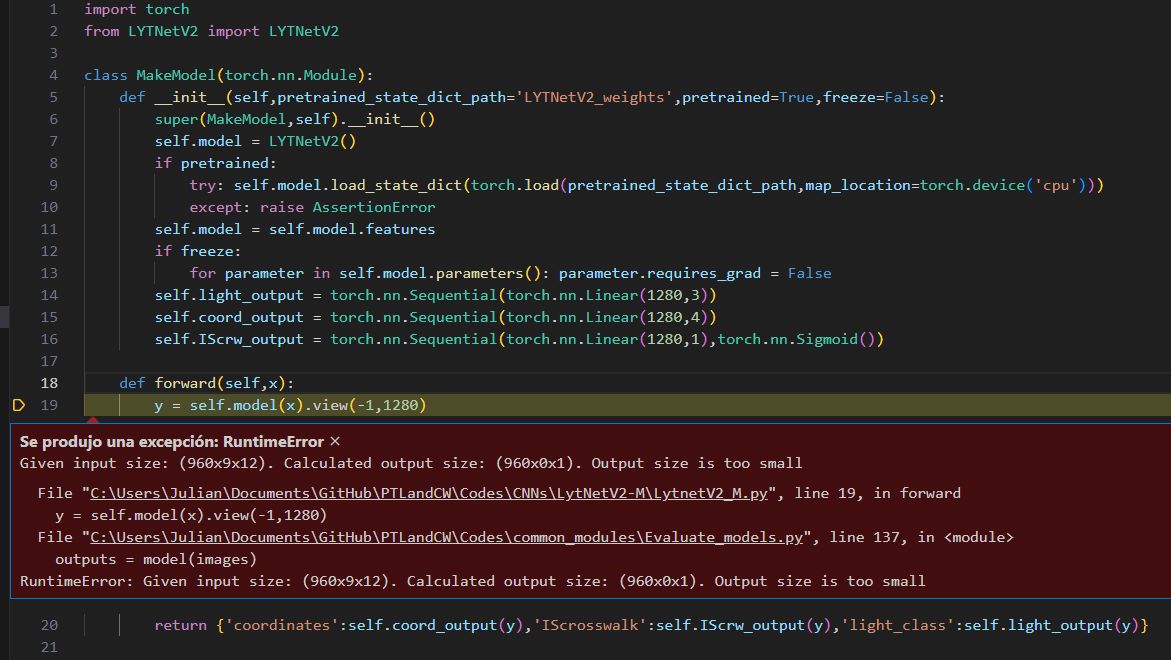 1 import torch
2 from LYTNetV2 import LYTNetV2
3
4 class MakeModel(torch.nn.Module):
5     def __init__(self,pretrained_state_dict_path='LYTNetV2_weights',pretrained=True,freeze=False):
6         super(MakeModel,self).__init__()
7         self.model = LYTNetV2()
8         if pretrained:
9             try: self.model.load_state_dict(torch.load(pretrained_state_dict_path,map_location=torch.device('cpu')))
10             except: raise AssertionError
11         self.model = self.model.features
12         if freeze:
13             for parameter in self.model.parameters(): parameter.requires_grad = False
14         self.light_output = torch.nn.Sequential(torch.nn.Linear(1280,3))
15         self.coord_output = torch.nn.Sequential(torch.nn.Linear(1280,4))
16         self.IScrw_output = torch.nn.Sequential(torch.nn.Linear(1280,1),torch.nn.Sigmoid())
17
18     def forward(self,x):
19         y = self.model(x).view(-1,1280)
Se produjo una excepción: RuntimeError ×
Given input size: (960x9x12). Calculated output size: (960x0x1). Output size is too small
File "C:\Users\Julian\Documents\GitHub\PTLandCW\Codes\CNNs\LytNetV2-M\LytnetV2_M.py", line 19, in forward
y = self.model(x).view(-1,1280)
File "C:\Users\Julian\Documents\GitHub\PTLandCW\Codes\common_modules\Evaluate_models.py", line 137, in <module>
outputs = model(images)
RuntimeError: Given input size: (960x9x12). Calculated output size: (960x0x1). Output size is too small
20         return {'coordinates':self.coord_output(y),'IScrosswalk':self.IScrw_output(y),'light_class':self.light_output(y)}
21